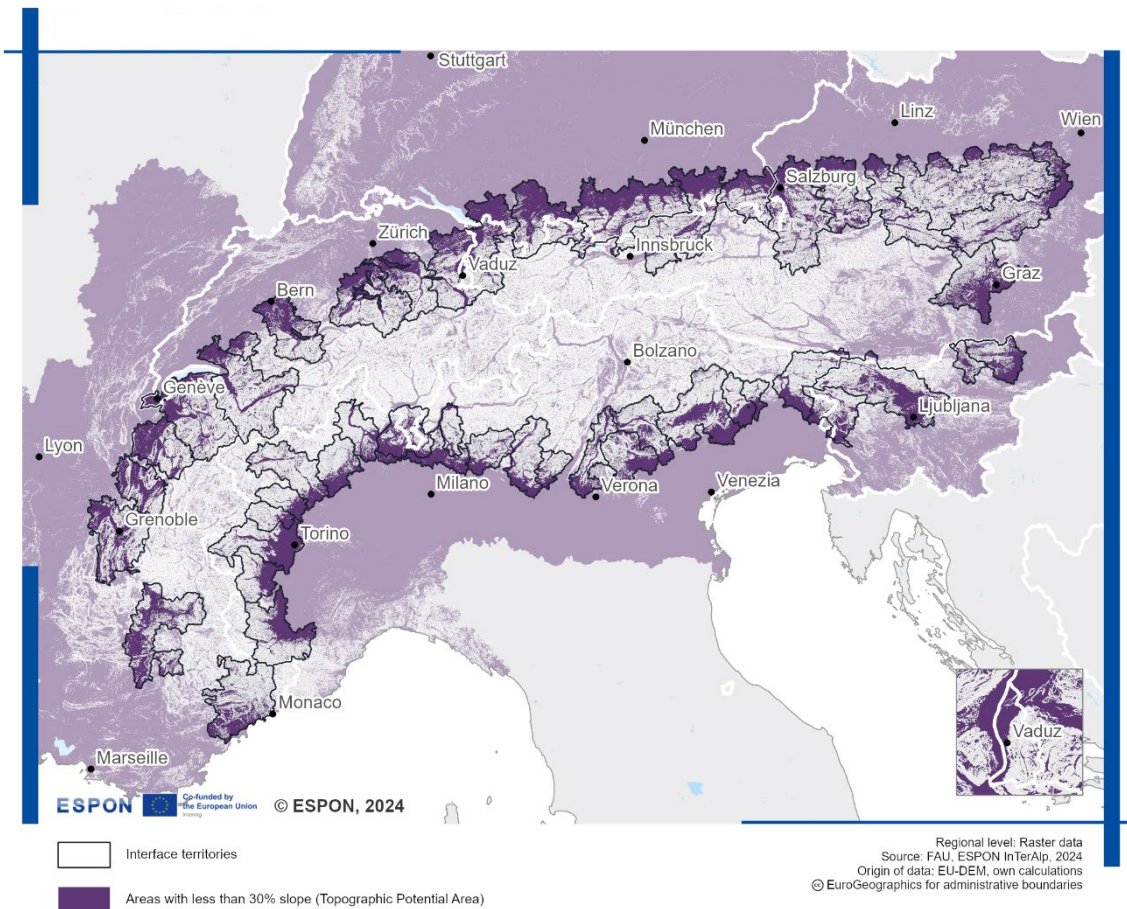 Stuttgart
Linz
Wien
München
Salzburg
Zürich
Innsbruck
Vaduz
Graz
Bern
Bolzano
Genève
Ljubljana
Lyon
Milano
Verona
Venezia
Grenoble
Torino
Monaco
Vaduz
Marseille
ESPON
Co-funded by
the European Union
Interreg
© ESPON, 2024
Interface territories
Areas with less than 30% slope (Topographic Potential Area)
Regional level: Raster data
Source: FAU, ESPON InTerAlp, 2024
Origin of data: EU-DEM, own calculations
㏄ EuroGeographics for administrative boundaries